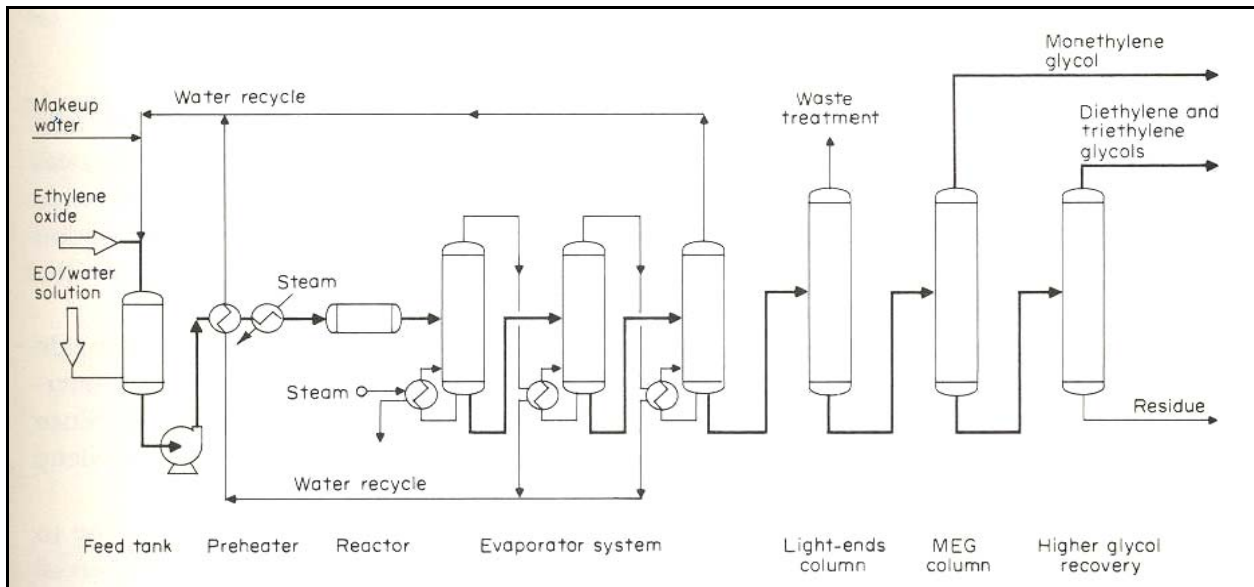 Monethylene
glycol
Water recycle
Makeup
water
Waste
treatment
Diethylene and
triethylene
glycols
Ethylene
oxide
EO/water
solution
Steam
Steam
Residue
Water recycle
Feed tank
Preheater
Reactor
Evaporator system
Light-ends
column
MEG
column
Higher glycol
recovery